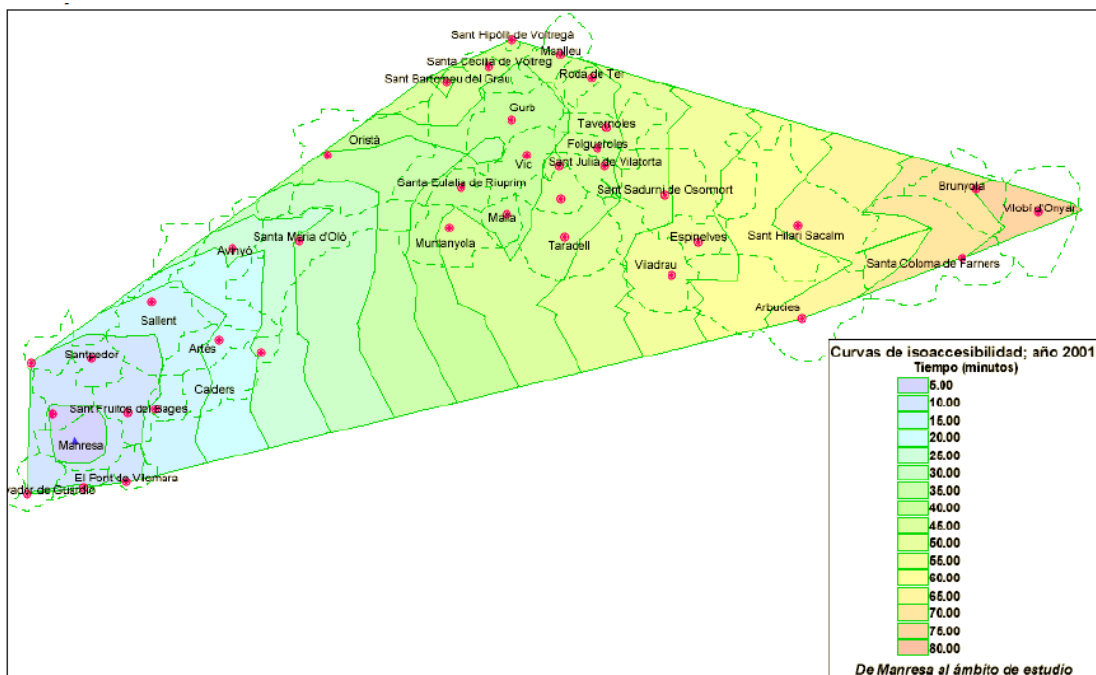 Sant Hipòlit de Voltregà
Manlleu
Santa Cecília de Voltreg
Roda de Ter
Sant Bartomeu del Grau
Gurb
Tavernoles
Oristà
Folgueroles
Vic
Sant Julià de Vilatorta
Santa Eulàlia de Riuprim
Sant Sadurní de Osormort
Brunyola
Malla
Vilobí d'Onyar
Santa Maria d'Oló
Muntanyola
Taradell
Espinelves
Sant Hilari Sacalm
Avinyó
Viladrau
Santa Coloma de Farners
Sallent
Arbucies
Artés
Santpedor
Calders
Sant Fruitós del Bages
Manresa
El Pont de Vilomara
vador de Guardio
Curvas de isoaccesibilidad; año 2001
Tiempo (minutos)
5.00
10.00
15.00
20.00
25.00
30.00
35.00
40.00
45.00
50.00
55.00
60.00
65.00
70.00
75.00
80.00
De Manresa al ámbito de estudio